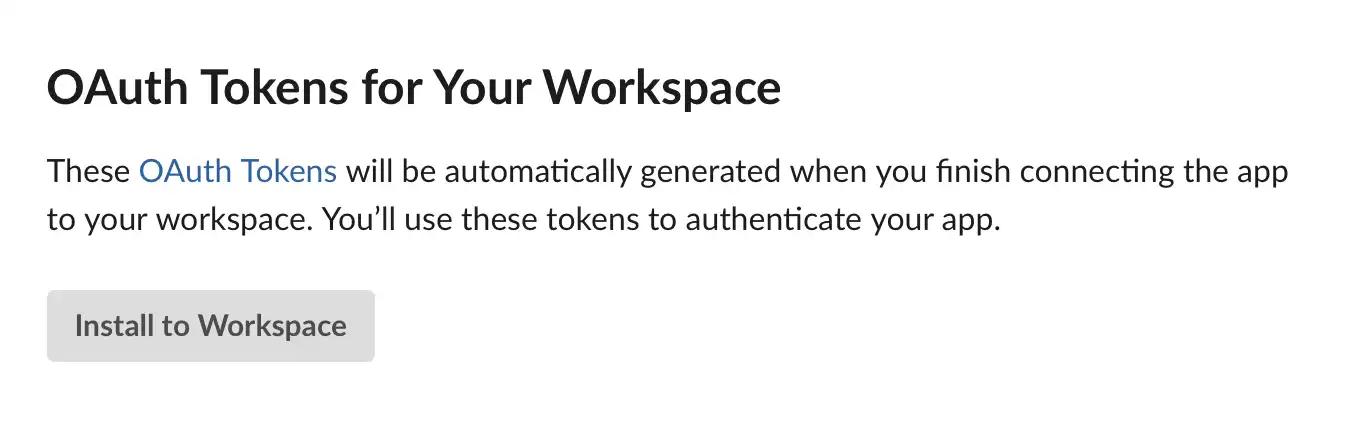 OAuth Tokens for Your Workspace
These OAuth Tokens will be automatically generated when you finish connecting the app
to your workspace. You’ll use these tokens to authenticate your app.
Install to Workspace